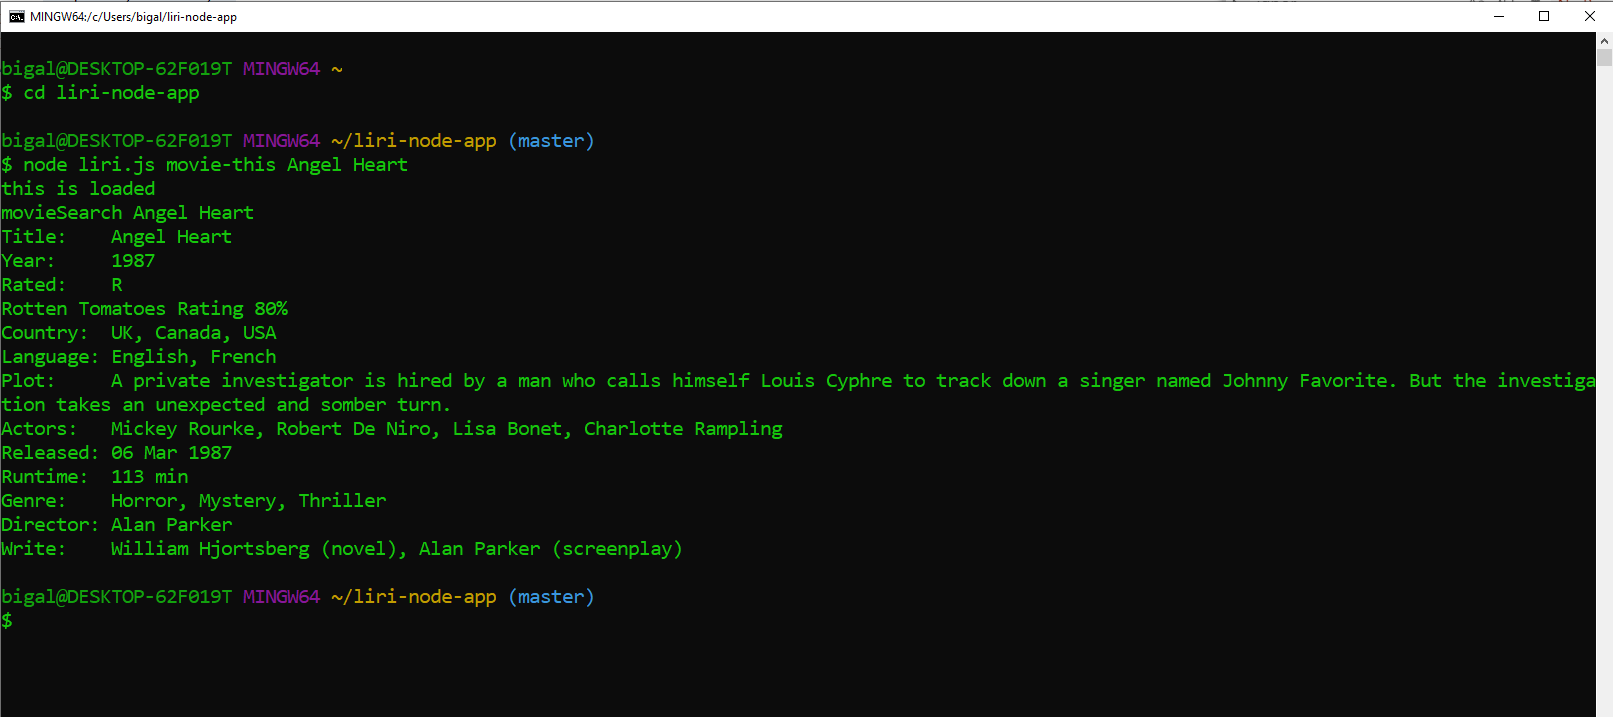 MINGW64:/c/Users/bigal/liri-node-app
bigal@DESKTOP-62F019T MINGW64 ~
$ cd liri-node-app
bigal@DESKTOP-62F019T MINGW64 ~/liri-node-app (master)
$ node liri.js movie-this Angel Heart
this is loaded
movieSearch Angel Heart
Title:    Angel Heart
Year:     1987
Rated:    R
Rotten Tomatoes Rating 80%
Country:  UK, Canada, USA
Language: English, French
Plot:     A private investigator is hired by a man who calls himself Louis Cyphre to track down a singer named Johnny Favorite. But the investiga
tion takes an unexpected and somber turn.
Actors:   Mickey Rourke, Robert De Niro, Lisa Bonet, Charlotte Rampling
Released: 06 Mar 1987
Runtime:  113 min
Genre:    Horror, Mystery, Thriller
Director: Alan Parker
Write:    William Hjortsberg (novel), Alan Parker (screenplay)
bigal@DESKTOP-62F019T MINGW64 ~/liri-node-app (master)
$